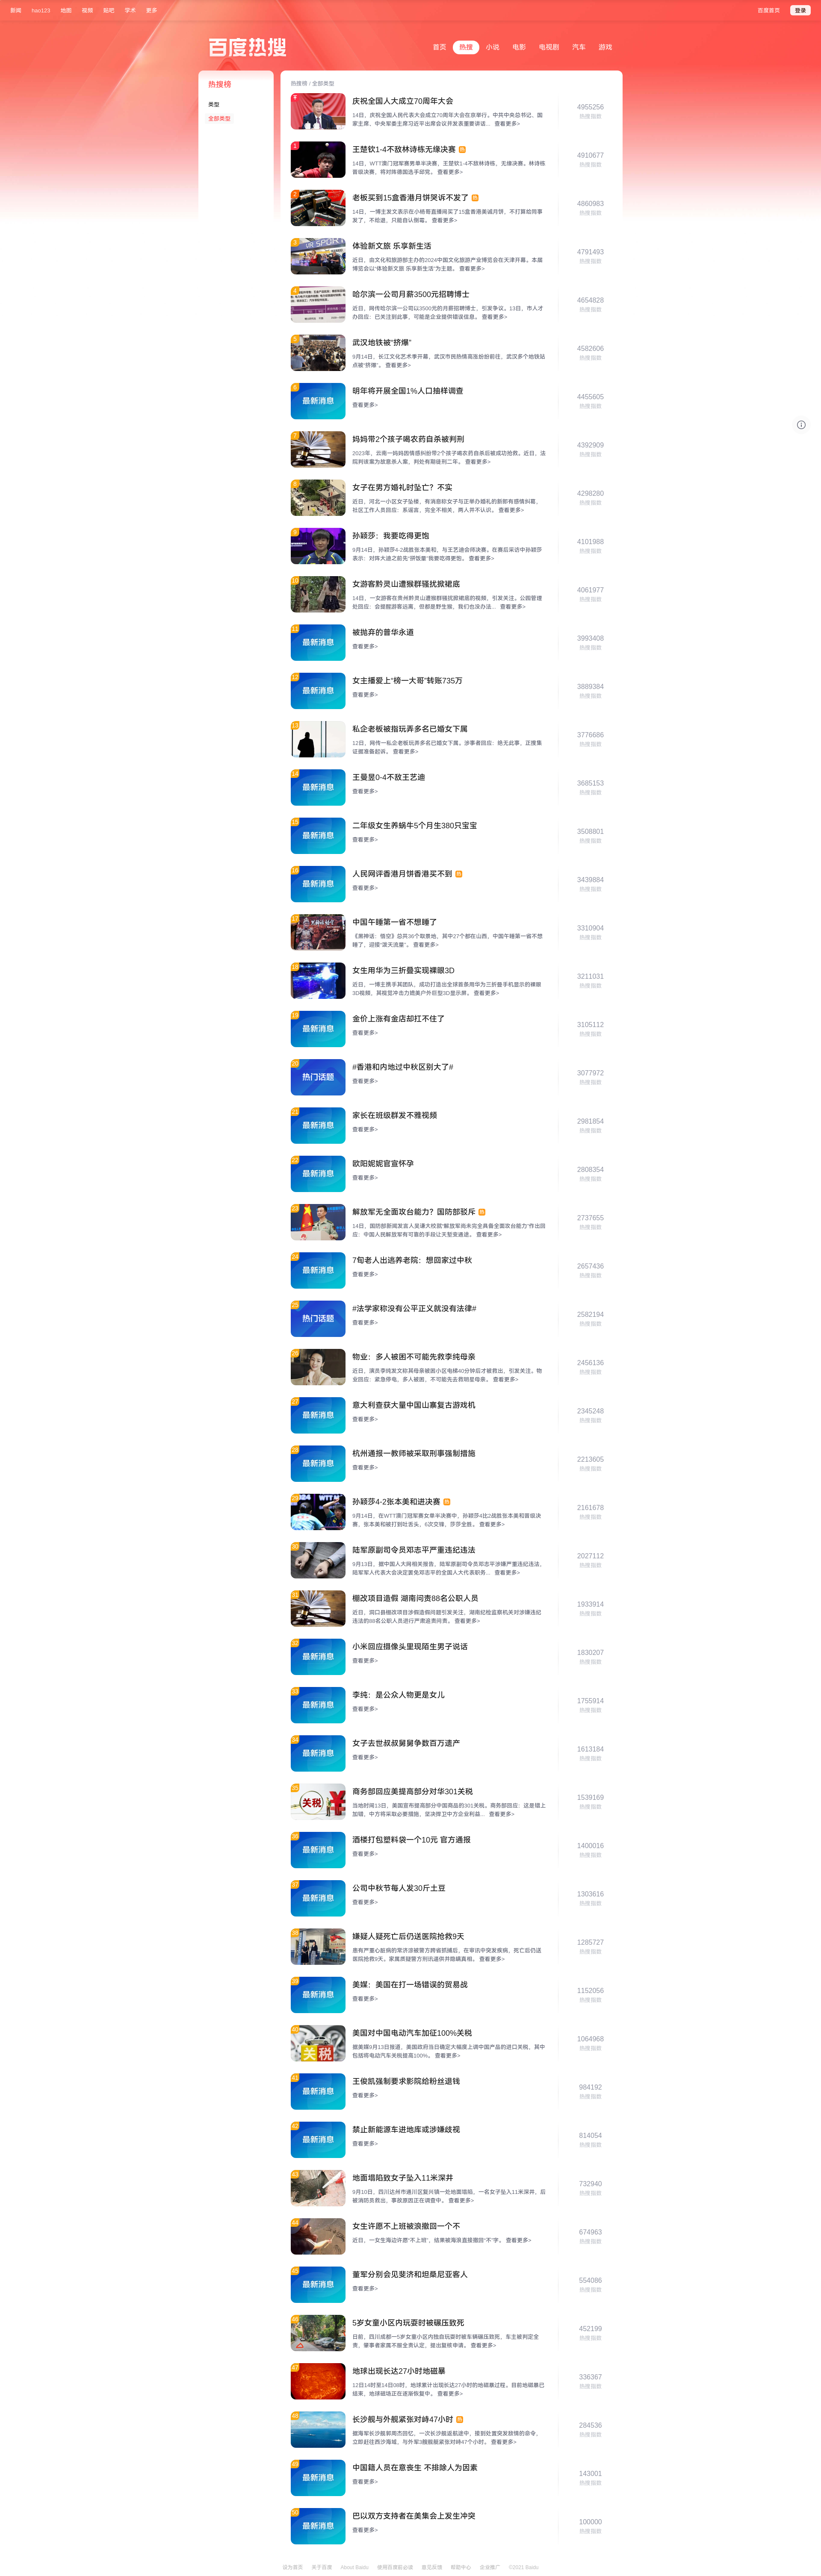 新闻 hao123 地图 视频 贴吧 学术 更多
百度首页 登录
百度热搜
首页 热搜 小说 电影 电视剧 汽车 游戏
热搜榜
类型
全部类型
热搜榜 / 全部类型
庆祝全国人大成立70周年大会
4955256
热搜指数
14日，庆祝全国人民代表大会成立70周年大会在京举行。中共中央总书记、国
家主席、中央军委主席习近平出席会议并发表重要讲话... 查看更多>
王楚钦1-4不敌林诗栋无缘决赛 热
4910677
热搜指数
14日，WTT澳门冠军赛男单半决赛，王楚钦1-4不敌林诗栋，无缘决赛。林诗栋
首级决赛，将对阵德国选手邱党。 查看更多>
老板买到15盒香港月饼哭诉不发了 热
4860983
热搜指数
14日，一博主发文表示在小杨哥直播间买了15盒香港美诚月饼，不打算给同事
发了，不给退，只能自认倒霉。 查看更多>
体验新文旅 乐享新生活
4791493
热搜指数
近日，由文化和旅游部主办的2024中国文化旅游产业博览会在天津开幕。本届
博览会以“体验新文旅 乐享新生活”为主题。 查看更多>
哈尔滨一公司月薪3500元招聘博士
4654828
热搜指数
近日，网传哈尔滨一公司以3500元的月薪招聘博士，引发争议。13日，市人才
办回应：已关注到此事，可能是企业提供错误信息。 查看更多>
武汉地铁被“挤爆”
4582606
热搜指数
9月14日，长江文化艺术季开幕，武汉市民热情高涨纷纷前往，武汉多个地铁站
点被“挤爆”。 查看更多>
明年将开展全国1%人口抽样调查
4455605
热搜指数
查看更多>
妈妈带2个孩子喝农药自杀被判刑
4392909
热搜指数
2023年，云南一妈妈因情感纠纷带2个孩子喝农药自杀后被成功抢救。近日，法
院判该案为故意杀人案，判处有期徒刑二年。 查看更多>
女子在男方婚礼时坠亡？不实
4298280
热搜指数
近日，河北一小区女子坠楼，有消息称女子与正举办婚礼的新郎有感情纠葛，
社区工作人员回应：系谣言，完全不相关，两人并不认识。 查看更多>
孙颖莎：我要吃得更饱
4101988
热搜指数
9月14日，孙颖莎4-2战胜张本美和，与王艺迪会师决赛。在赛后采访中孙颖莎
表示：对阵大迪之前先“拼饭量”我要吃得更饱。 查看更多>
女游客黔灵山遭猴群骚扰掀裙底
4061977
热搜指数
14日，一女游客在贵州黔灵山遭猴群骚扰掀裙底的视频，引发关注。公园管理
处回应：会提醒游客远离，但都是野生猴，我们也没办法... 查看更多>
被抛弃的普华永道
3993408
热搜指数
查看更多>
女主播爱上“榜一大哥”转账735万
3889384
热搜指数
查看更多>
私企老板被指玩弄多名已婚女下属
3776686
热搜指数
12日，网传一私企老板玩弄多名已婚女下属。涉事者回应：绝无此事，正搜集
证据准备起诉。 查看更多>
王曼昱0-4不敌王艺迪
3685153
热搜指数
查看更多>
二年级女生养蜗牛5个月生380只宝宝
3508801
热搜指数
查看更多>
人民网评香港月饼香港买不到 热
3439884
热搜指数
查看更多>
中国午睡第一省不想睡了
3310904
热搜指数
《黑神话：悟空》总共36个取景地，其中27个都在山西，中国午睡第一省不想
睡了，迎接“泼天流量”。 查看更多>
女生用华为三折叠实现裸眼3D
3211031
热搜指数
近日，一博主携手其团队，成功打造出全球首条用华为三折叠手机显示的裸眼
3D视频，其视觉冲击力媲美户外巨型3D显示屏。 查看更多>
金价上涨有金店却扛不住了
3105112
热搜指数
查看更多>
#香港和内地过中秋区别大了#
3077972
热搜指数
查看更多>
家长在班级群发不雅视频
2981854
热搜指数
查看更多>
欧阳妮妮官宣怀孕
2808354
热搜指数
查看更多>
解放军无全面攻台能力？国防部驳斥 热
2737655
热搜指数
14日，国防部新闻发言人吴谦大校就“解放军尚未完全具备全面攻台能力”作出回
应：中国人民解放军有可靠的手段让天堑变通途。 查看更多>
7旬老人出逃养老院：想回家过中秋
2657436
热搜指数
查看更多>
#法学家称没有公平正义就没有法律#
2582194
热搜指数
查看更多>
物业：多人被困不可能先救李纯母亲
2456136
热搜指数
近日，演员李纯发文称其母亲被困小区电梯40分钟后才被救出，引发关注。物
业回应：紧急停电，多人被困，不可能先去救明星母亲。 查看更多>
意大利查获大量中国山寨复古游戏机
2345248
热搜指数
查看更多>
杭州通报一教师被采取刑事强制措施
2213605
热搜指数
查看更多>
孙颖莎4-2张本美和进决赛 热
2161678
热搜指数
9月14日，在WTT澳门冠军赛女单半决赛中，孙颖莎4比2战胜张本美和晋级决
赛，张本美和被打到吐舌头，6次交锋，莎莎全胜。 查看更多>
陆军原副司令员邓志平严重违纪违法
2027112
热搜指数
9月13日，据中国人大网相关报告，陆军原副司令员邓志平涉嫌严重违纪违法，
陆军军人代表大会决定罢免邓志平的全国人大代表职务... 查看更多>
棚改项目造假 湖南问责88名公职人员
1933914
热搜指数
近日，洞口县棚改项目涉假造假问题引发关注，湖南纪检监察机关对涉嫌违纪
违法的88名公职人员进行严肃追责问责。 查看更多>
小米回应摄像头里现陌生男子说话
1830207
热搜指数
查看更多>
李纯：是公众人物更是女儿
1755914
热搜指数
查看更多>
女子去世叔叔舅舅争数百万遗产
1613184
热搜指数
查看更多>
商务部回应美提高部分对华301关税
1539169
热搜指数
当地时间13日，美国宣布提高部分中国商品的301关税。商务部回应：这是错上
加错，中方将采取必要措施，坚决捍卫中方企业利益... 查看更多>
酒楼打包塑料袋一个10元 官方通报
1400016
热搜指数
查看更多>
公司中秋节每人发30斤土豆
1303616
热搜指数
查看更多>
嫌疑人疑死亡后仍送医院抢救9天
1285727
热搜指数
患有严重心脏病的常济凉被警方跨省抓捕后，在审讯中突发疾病，死亡后仍送
医院抢救9天。家属质疑警方刑讯逼供并隐瞒真相。 查看更多>
美媒：美国在打一场错误的贸易战
1152056
热搜指数
查看更多>
美国对中国电动汽车加征100%关税
1064968
热搜指数
据美媒9月13日报道，美国政府当日确定大幅度上调中国产品的进口关税，其中
包括将电动汽车关税提高100%。 查看更多>
王俊凯强制要求影院给粉丝退钱
984192
热搜指数
查看更多>
禁止新能源车进地库或涉嫌歧视
814054
热搜指数
查看更多>
地面塌陷致女子坠入11米深井
732940
热搜指数
9月10日，四川达州市通川区复兴镇一处地面塌陷，一名女子坠入11米深井，后
被消防员救出，事故原因正在调查中。 查看更多>
女生许愿不上班被浪撤回一个不
674963
热搜指数
近日，一女生海边许愿“不上班”，结果被海浪直接撤回“不”字。 查看更多>
董军分别会见斐济和坦桑尼亚客人
554086
热搜指数
查看更多>
5岁女童小区内玩耍时被碾压致死
452199
热搜指数
日前，四川成都一5岁女童小区内独自玩耍时被车辆碾压致死，车主被判定全
责，肇事者家属不服全责认定，提出复核申请。 查看更多>
地球出现长达27小时地磁暴
336367
热搜指数
12日14时至14日08时，地球累计出现长达27小时的地磁暴过程，目前地磁暴已
结束，地球磁场正在逐渐恢复中。 查看更多>
长沙舰与外舰紧张对峙47小时 热
284536
热搜指数
据海军长沙舰郭周杰回忆，一次长沙舰返航途中，接到处置突发敌情的命令，
立即赶往西沙海域，与外军3艘舰艇紧张对峙47个小时。 查看更多>
中国籍人员在意丧生 不排除人为因素
143001
热搜指数
查看更多>
巴以双方支持者在美集会上发生冲突
100000
热搜指数
查看更多>
设为首页 关于百度 About Baidu 使用百度前必读 意见反馈 帮助中心 企业推广 ©2022 Baidu